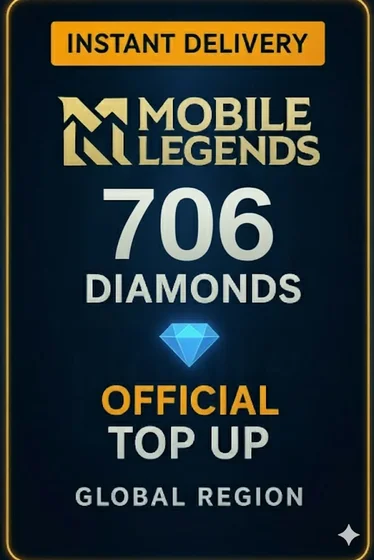 INSTANT DELIVERY
MOBILE
LEGENDS
706
DIAMONDS
OFFICIAL
TOP UP
GLOBAL REGION